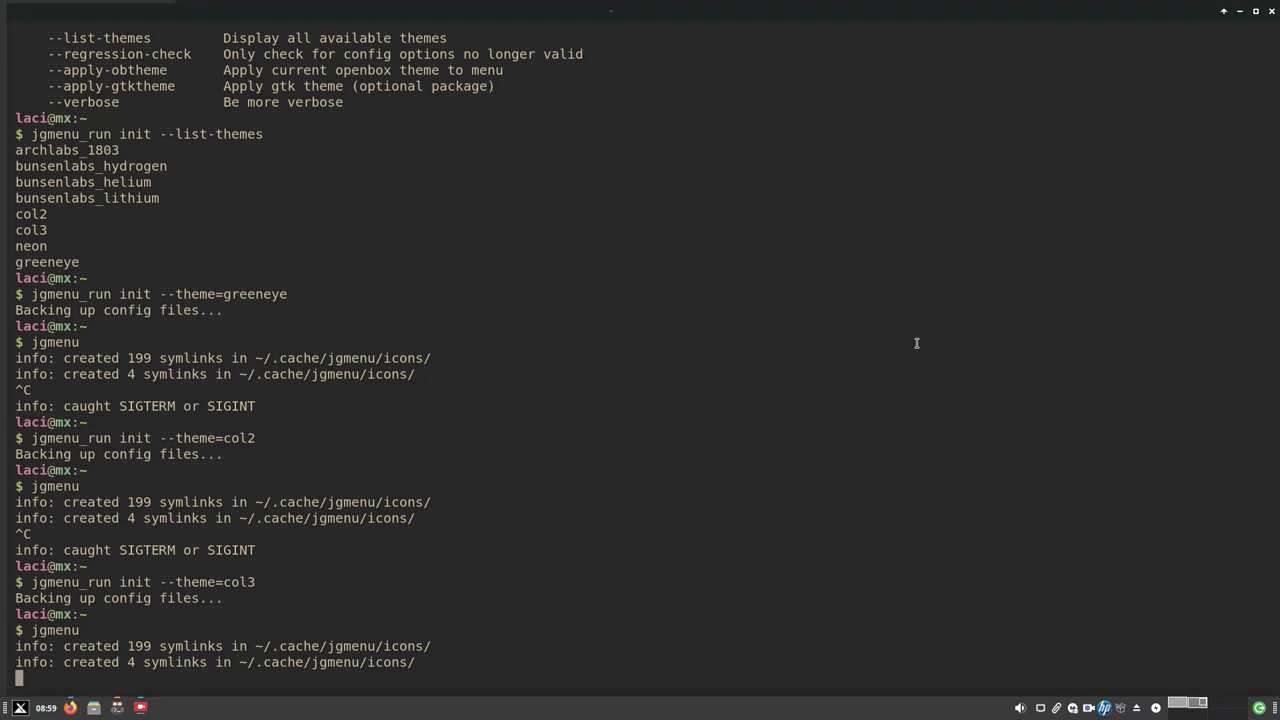 --list-themes Display all available themes
--regression-check Only check for config options no longer valid
--apply-obtheme Apply current openbox theme to menu
--apply-gtktheme Apply gtk theme (optional package)
--verbose Be more verbose
laci@mx:~
$ jgmenu_run init --list-themes
archlabs_1803
bunsenlabs_hydrogen
bunsenlabs_helium
bunsenlabs_lithium
col2
col3
neon
greeneye
laci@mx:~
$ jgmenu_run init --theme=greeneye
Backing up config files...
laci@mx:~
$ jgmenu
info: created 199 symlinks in ~/.cache/jgmenu/icons/
info: created 4 symlinks in ~/.cache/jgmenu/icons/
^C
info: caught SIGTERM or SIGINT
laci@mx:~
$ jgmenu_run init --theme=col2
Backing up config files...
laci@mx:~
$ jgmenu
info: created 199 symlinks in ~/.cache/jgmenu/icons/
info: created 4 symlinks in ~/.cache/jgmenu/icons/
^C
info: caught SIGTERM or SIGINT
laci@mx:~
$ jgmenu_run init --theme=col3
Backing up config files...
laci@mx:~
$ jgmenu
info: created 199 symlinks in ~/.cache/jgmenu/icons/
info: created 4 symlinks in ~/.cache/jgmenu/icons/
08:59
hp